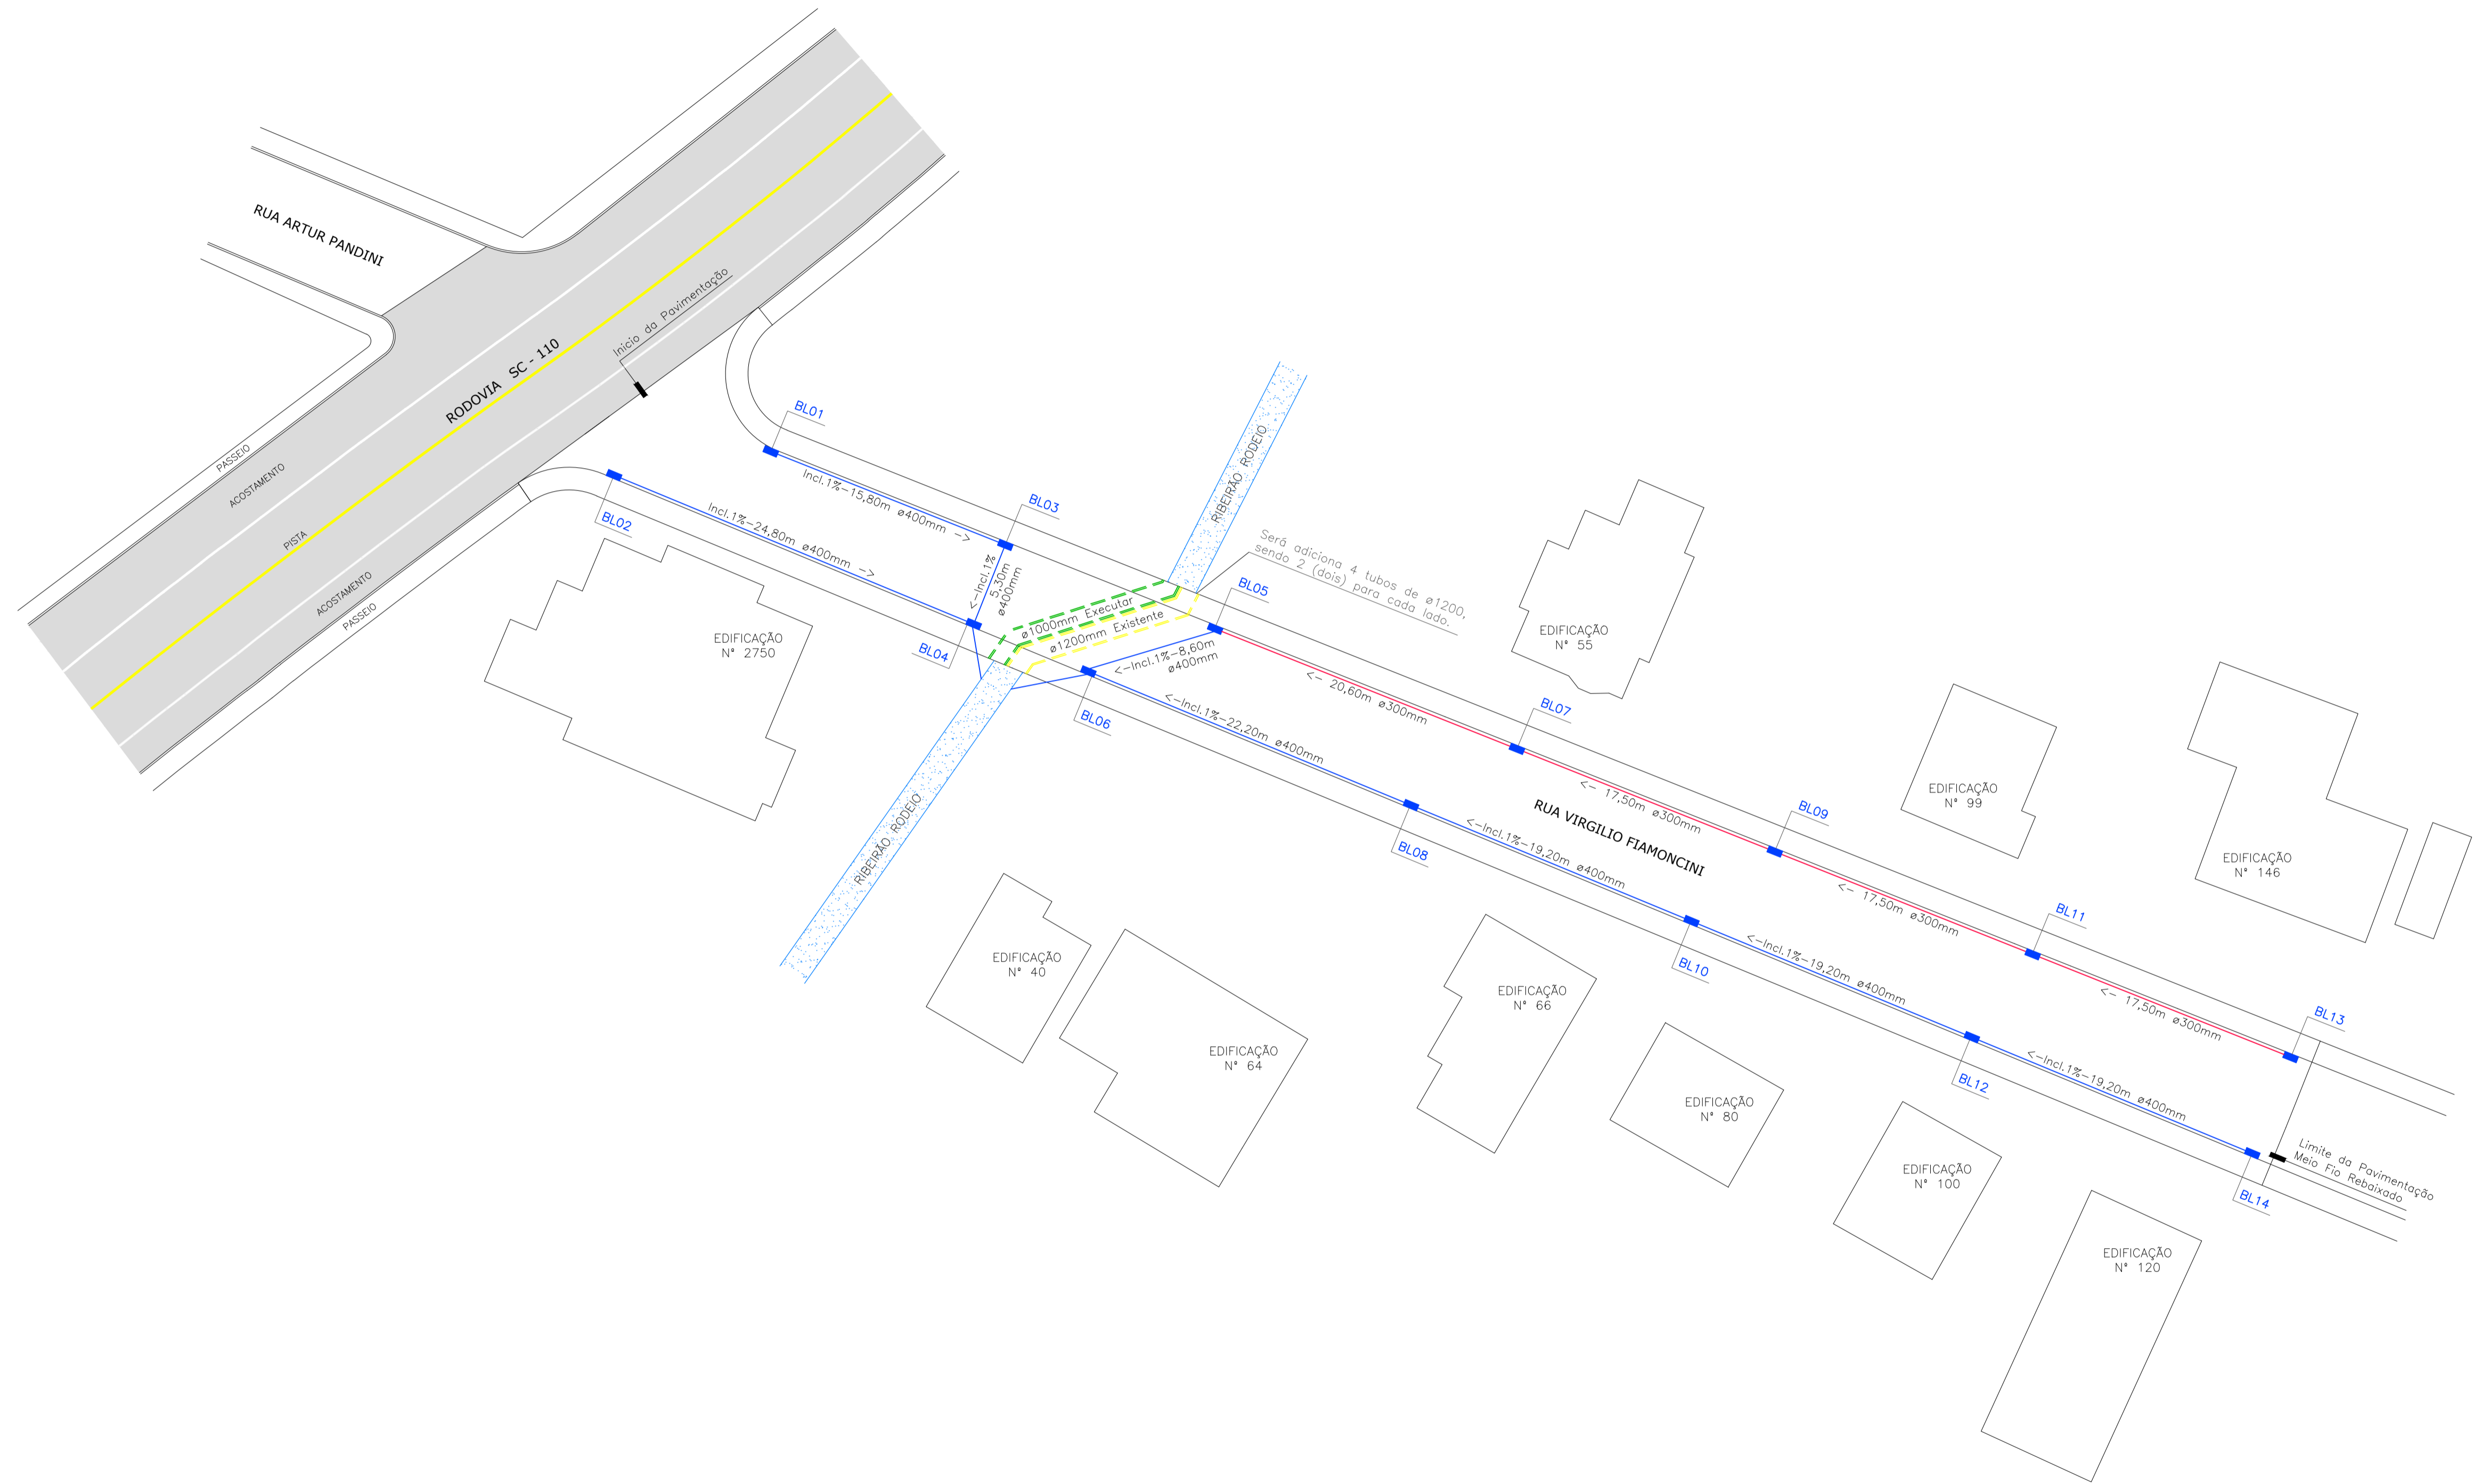 RUA ARTUR PANDINI
Inicio da Pavimentação
RODOVIA SC - 110
PASSEIO
ACOSTAMENTO
PISTA
ACOSTAMENTO
PASSEIO
BL01
BL02
Incl.1%-15,80m ø400mm ->
Incl.1%-24,80m ø400mm ->
BL03
<-Incl.1%
5,30m
ø400mm
BL04
RIBEIRÃO RODEIO
Será adiciona 4 tubos de ø1200,
sendo 2 (dois) para cada lado.
BL05
ø1000mm Executar
ø1200mm Existente
<-Incl.1%-8,60m
ø400mm
BL06
EDIFICAÇÃO
N° 2750
EDIFICAÇÃO
N° 55
<- 20,60m ø300mm
<-Incl.1%-22,20m ø400mm
BL07
BL08
RIBEIRÃO RODEIO
<- 17,50m ø300mm
RUA VIRGILIO FIAMONCINI
<-Incl.1%-19,20m ø400mm
BL09
BL10
EDIFICAÇÃO
N° 99
EDIFICAÇÃO
N° 146
<- 17,50m ø300mm
<-Incl.1%-19,20m ø400mm
BL11
BL12
<- 17,50m ø300mm
<-Incl.1%-19,20m ø400mm
BL13
BL14
Limite da Pavimentação
Meio Fio Rebaixado
EDIFICAÇÃO
N° 40
EDIFICAÇÃO
N° 64
EDIFICAÇÃO
N° 66
EDIFICAÇÃO
N° 80
EDIFICAÇÃO
N° 100
EDIFICAÇÃO
N° 120